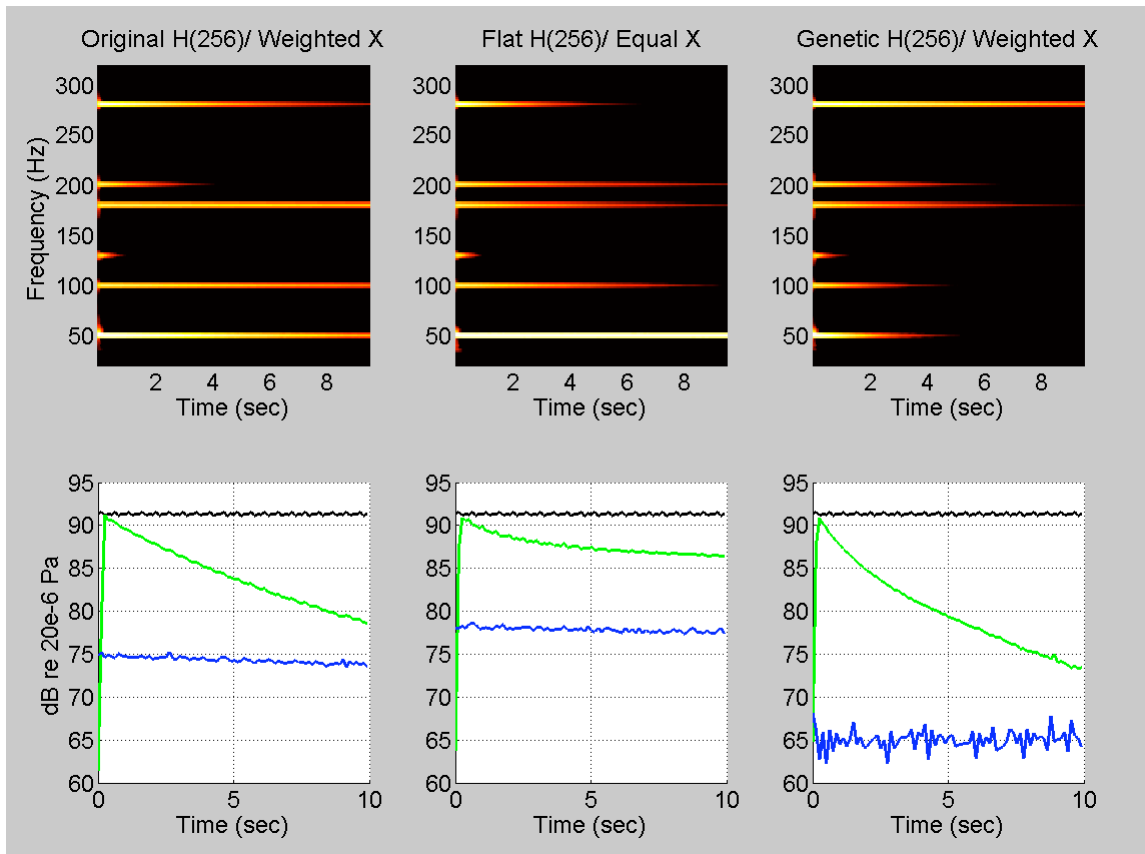 Original H(256)/ Weighted X
Flat H(256)/ Equal X
Genetic H(256)/ Weighted X
Frequency (Hz)
300
250
200
150
100
50
2 4 6 8
Time (sec)
300
250
200
150
100
50
2 4 6 8
Time (sec)
300
250
200
150
100
50
2 4 6 8
Time (sec)
dB re 20e-6 Pa
95
90
85
80
75
70
65
60
0 5 10
Time (sec)
95
90
85
80
75
70
65
60
0 5 10
Time (sec)
95
90
85
80
75
70
65
60
0 5 10
Time (sec)